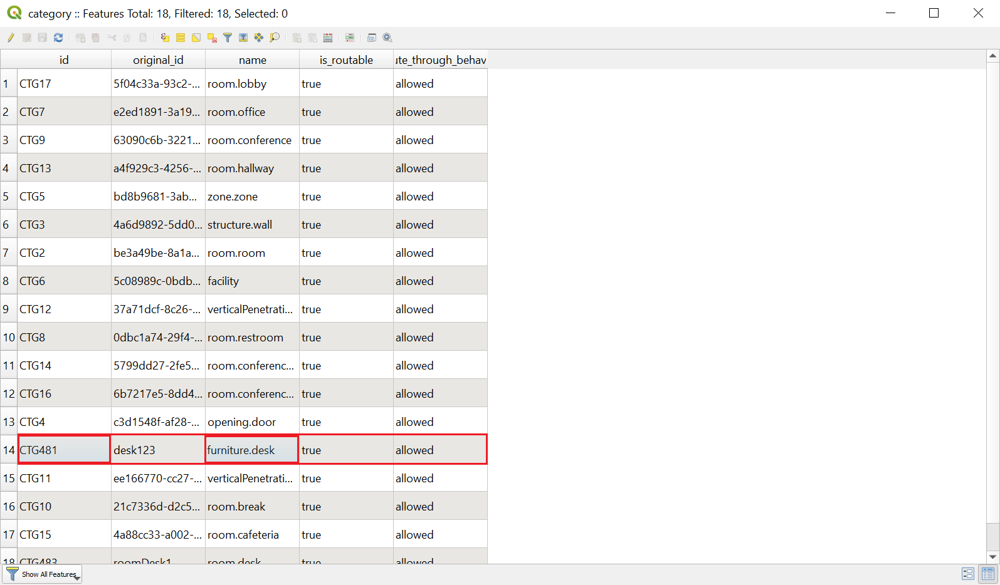 category :: Features Total: 18, Filtered: 18, Selected: 0
id original_id name is_routable ute_through_behav
1 CTG17 5f04c33a-93c2-... room.lobby true allowed
2 CTG7 e2ed1891-3a19... room.office true allowed
3 CTG9 63090c6b-3221... room.conference true allowed
4 CTG13 a4f929c3-4256-... room.hallway true allowed
5 CTG5 bd8b9681-3ab... zone.zone true allowed
6 CTG3 4a6d9892-5dd0... structure.wall true allowed
7 CTG2 be3a49be-8a1a... room.room true allowed
8 CTG6 5c08989c-0bdb... facility true allowed
9 CTG12 37a71dcf-8c26-... verticalPenetrati... true allowed
10 CTG8 0dbc1a74-29f4-... room.restroom true allowed
11 CTG14 5799dd27-2fe5... room.conferenc... true allowed
12 CTG16 6b7217e5-8dd4... room.conferenc... true allowed
13 CTG4 c3d1548f-af28-... opening.door true allowed
14 CTG481 desk123 furniture.desk true allowed
15 CTG11 ee166770-cc27-... verticalPenetrati... true allowed
16 CTG10 21c7336d-d2c5... room.break true allowed
17 CTG15 4a88cc33-a002-... room.cafeteria true allowed
18 CTG483 roomDesk1 room.desk true allowed
Show All Features